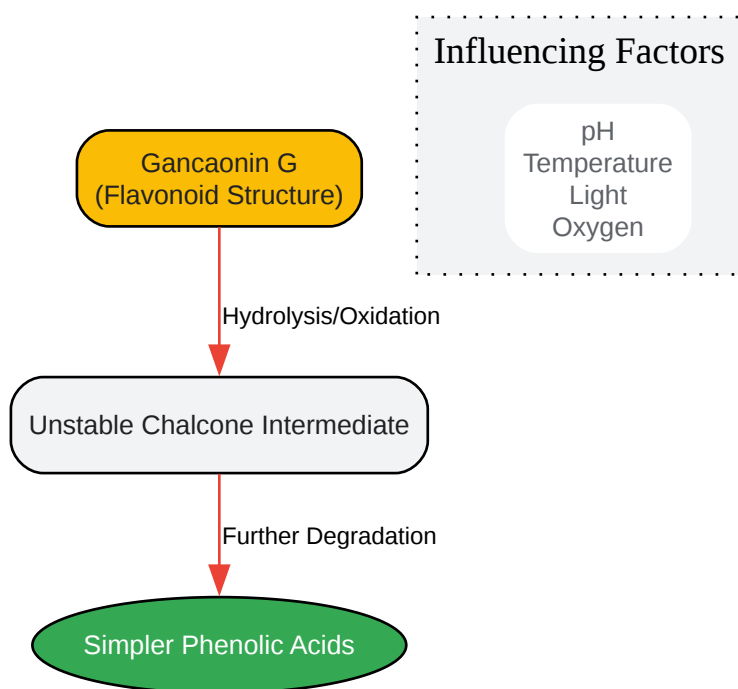 Influencing Factors
pH
Temperature
Light
Oxygen
Gancaonin G
(Flavonoid Structure)
Hydrolysis/Oxidation
Unstable Chalcone Intermediate
Further Degradation
Simpler Phenolic Acids